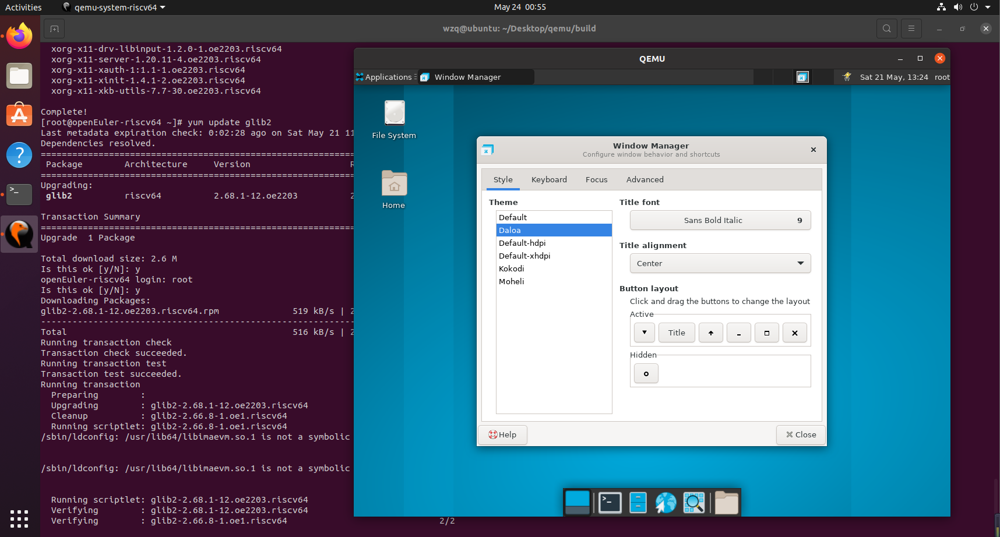 Activities
qemu-system-riscv64
May 24 00:55
wzq@ubuntu: ~/Desktop/qemu/build
xorg-x11-drv-libinput-1.2.0-1.oe2203.riscv64
xorg-x11-server-1.20.11-4.oe2203.riscv64
xorg-x11-xauth-1:1.1-1.oe2203.riscv64
xorg-x11-xinit-1.4.1-2.oe2203.riscv64
xorg-x11-xkb-utils-7.7-30.oe2203.riscv64
Complete!
[root@openEuler-riscv64 ~]# yum update glib2
Last metadata expiration check: 0:02:28 ago on Sat May 21 11
Dependencies resolved.
================================================================
Package Architecture Version R
================================================================
Upgrading:
glib2 riscv64 2.68.1-12.oe2203 2
Transaction Summary
================================================================
Upgrade 1 Package
Total download size: 2.6 M
Is this ok [y/N]: y
openEuler-riscv64 login: root
Is this ok [y/N]: y
Downloading Packages:
glib2-2.68.1-12.oe2203.riscv64.rpm 519 kB/s | 2
----------------------------------------------------------------
Total 516 kB/s | 2
Running transaction check
Transaction check succeeded.
Running transaction test
Transaction test succeeded.
Running transaction
Preparing :
Upgrading : glib2-2.68.1-12.oe2203.riscv64
Cleanup : glib2-2.66.8-1.oe1.riscv64
Running scriptlet: glib2-2.66.8-1.oe1.riscv64
/sbin/ldconfig: /usr/lib64/libimaevm.so.1 is not a symbolic
/sbin/ldconfig: /usr/lib64/libimaevm.so.1 is not a symbolic
Running scriptlet: glib2-2.68.1-12.oe2203.riscv64
Verifying : glib2-2.68.1-12.oe2203.riscv64
Verifying : glib2-2.66.8-1.oe1.riscv64 2/2
QEMU
Applications
Window Manager
Sat 21 May, 13:24 root
File System
Home
Window Manager
Configure window behavior and shortcuts
Style Keyboard Focus Advanced
Theme
Default
Daloa
Default-hdpi
Default-xhdpi
Kokodi
Moheli
Title font
Sans Bold Italic 9
Title alignment
Center
Button layout
Click and drag the buttons to change the layout
Active
Title
Hidden
Help
Close